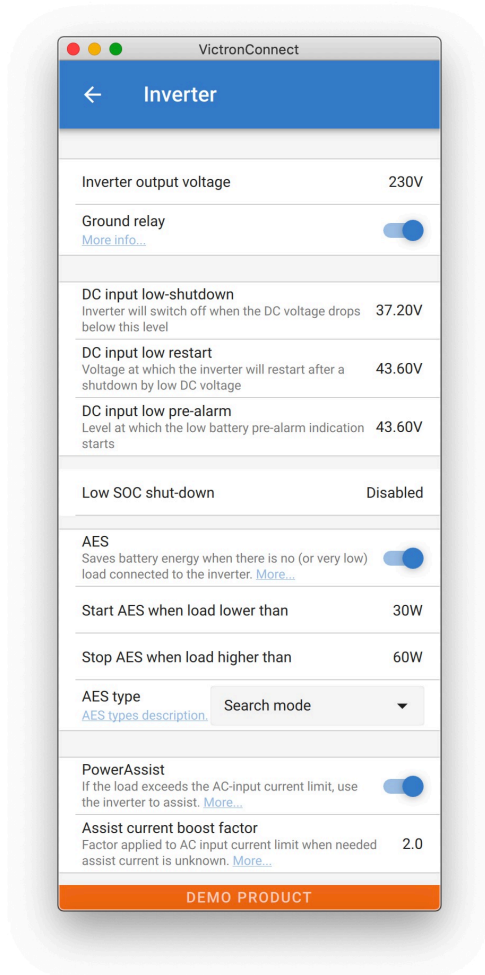 VictronConnect
Inverter
Inverter output voltage 230V
Ground relay
More info...
DC input low-shutdown
Inverter will switch off when the DC voltage drops 37.20V
below this level
DC input low restart
Voltage at which the inverter will restart after a 43.60V
shutdown by low DC voltage
DC input low pre-alarm
Level at which the low battery pre-alarm indication 43.60V
starts
Low SOC shut-down Disabled
AES
Saves battery energy when there is no (or very low)
load connected to the inverter. More...
Start AES when load lower than 30W
Stop AES when load higher than 60W
AES type
AES types description. Search mode
PowerAssist
If the load exceeds the AC-input current limit, use
the inverter to assist. More...
Assist current boost factor
Factor applied to AC input current limit when needed 2.0
assist current is unknown. More...
DEMO PRODUCT